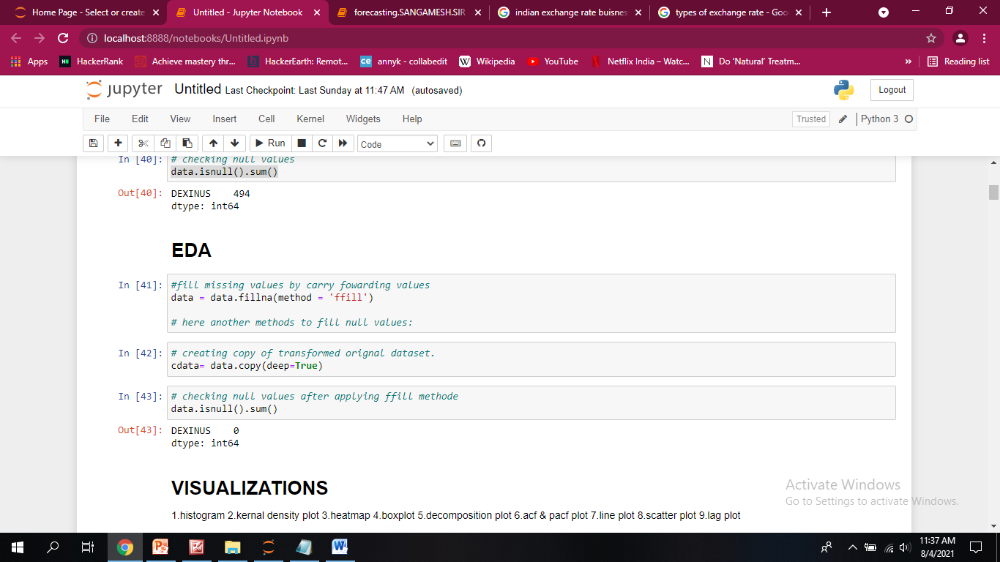 Home Page - Select or create
Untitled - Jupyter Notebook
forecasting.SANGAMESH.SIR
indian exchange rate buisnes
types of exchange rate - Goo
localhost:8888/notebooks/Untitled.ipynb
Apps
HackerRank
Achieve mastery thr...
HackerEarth: Remot...
annyk - collabedit
Wikipedia
YouTube
Netflix India – Watc...
Do 'Natural' Treatm...
»
Reading list
jupyter
Untitled Last Checkpoint: Last Sunday at 11:47 AM (autosaved)
Logout
File Edit View Insert Cell Kernel Widgets Help
Trusted
Python 3
Run
Code
In [40]: # checking null values
data.isnull().sum()
Out[40]: DEXINUS    494
dtype: int64
EDA
In [41]: #fill missing values by carry fowarding values
data = data.fillna(method = 'ffill')
# here another methods to fill null values:
In [42]: # creating copy of transformed orignal dataset.
cdata= data.copy(deep=True)
In [43]: # checking null values after applying ffill methode
data.isnull().sum()
Out[43]: DEXINUS    0
dtype: int64
VISUALIZATIONS
1.histogram 2.kernal density plot 3.heatmap 4.boxplot 5.decomposition plot 6.acf & pacf plot 7.line plot 8.scatter plot 9.lag plot
Activate Windows
Go to Settings to activate Windows.
11:37 AM
8/4/2021